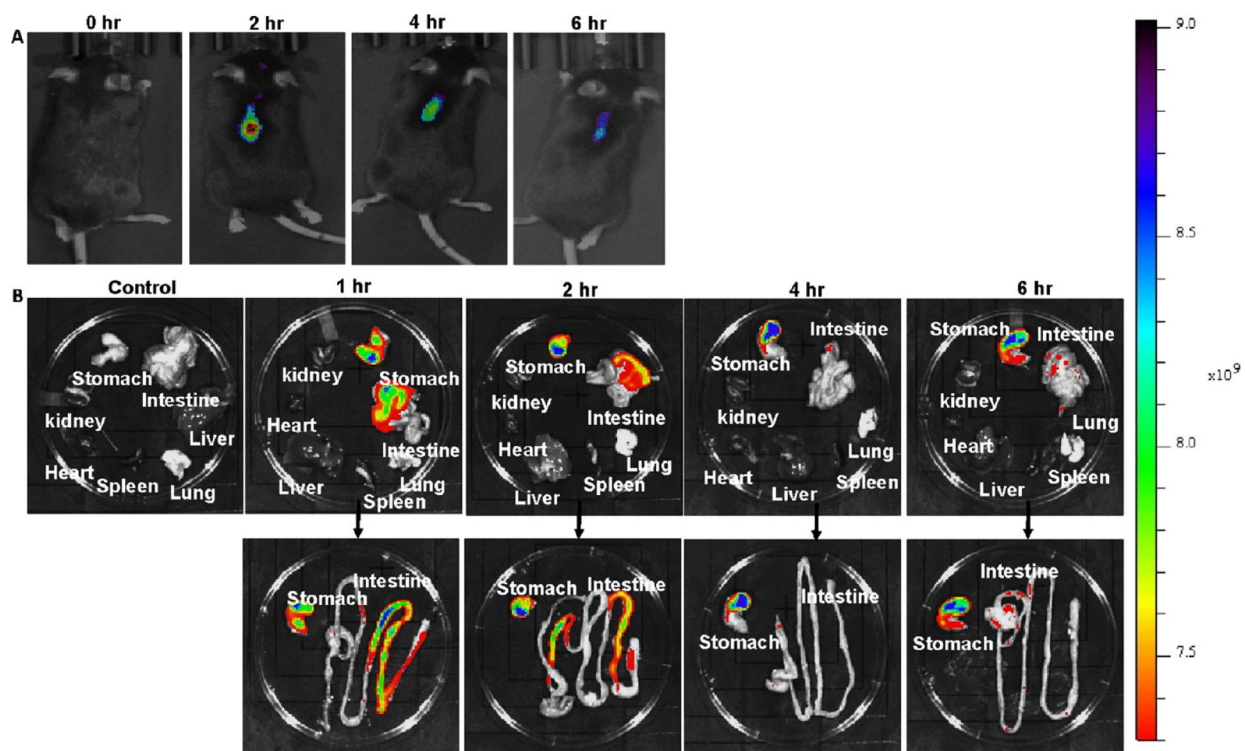 0 hr 2 hr 4 hr 6 hr
A
9.0
8.5
x10⁹
8.0
7.5
B
Control 1 hr 2 hr 4 hr 6 hr
Stomach
kidney
Intestine
Liver
Heart
Spleen
Lung
kidney
Stomach
Heart
Intestine
Liver
Lung
Spleen
Stomach
kidney
Intestine
Heart
Lung
Liver
Spleen
Intestine
Stomach
kidney
Lung
Heart
Spleen
Liver
Stomach
Intestine
kidney
Lung
Heart
Spleen
Liver
Intestine
Stomach
Stomach Intestine
Intestine
Stomach
Intestine
Stomach